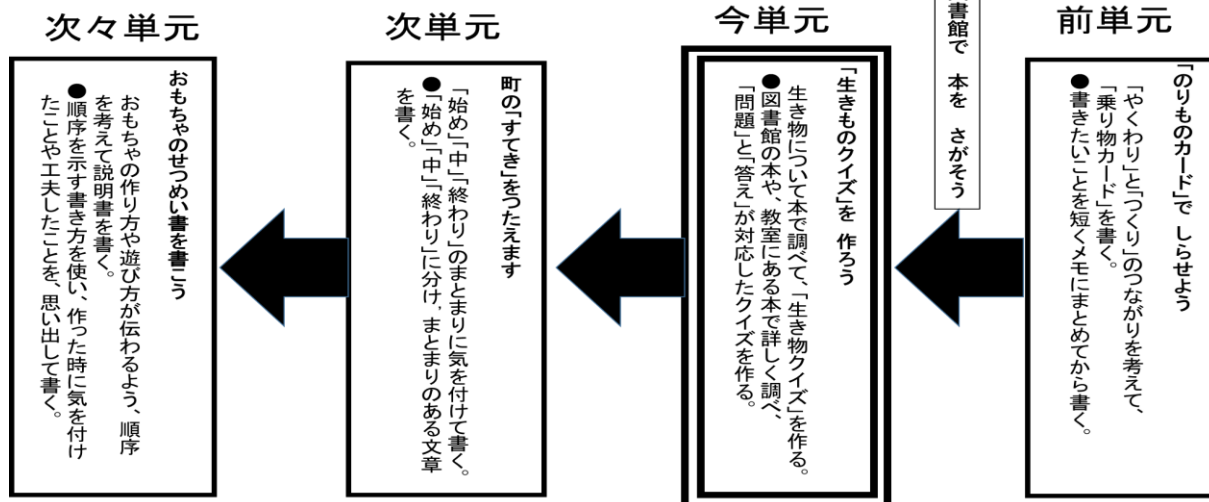 前単元
「のりものカード」で しらせよう
「やくわり」と「つくり」のつながりを考えて、
「乗り物カード」を書く。
●書きたいことを短くメモにまとめてから書く。
書館で 本を さがそう
今単元
「生きものクイズ」を 作ろう
生き物について本で調べて、「生き物クイズ」を作る。
●図書館の本や、教室にある本で詳しく調べ、
「問題」と「答え」が対応したクイズを作る。
次単元
町の「すてき」をつたえます
「始め」「中」「終わり」のまとまりに気を付けて書く。
●「始め」「中」「終わり」に分け，まとまりのある文章
を書く。
次々単元
おもちゃのせつめい書を書こう
おもちゃの作り方や遊び方が伝わるよう、順序
を考えて説明書を書く。
●順序を示す書き方を使い、作った時に気を付け
たことや工夫したことを、思い出して書く。